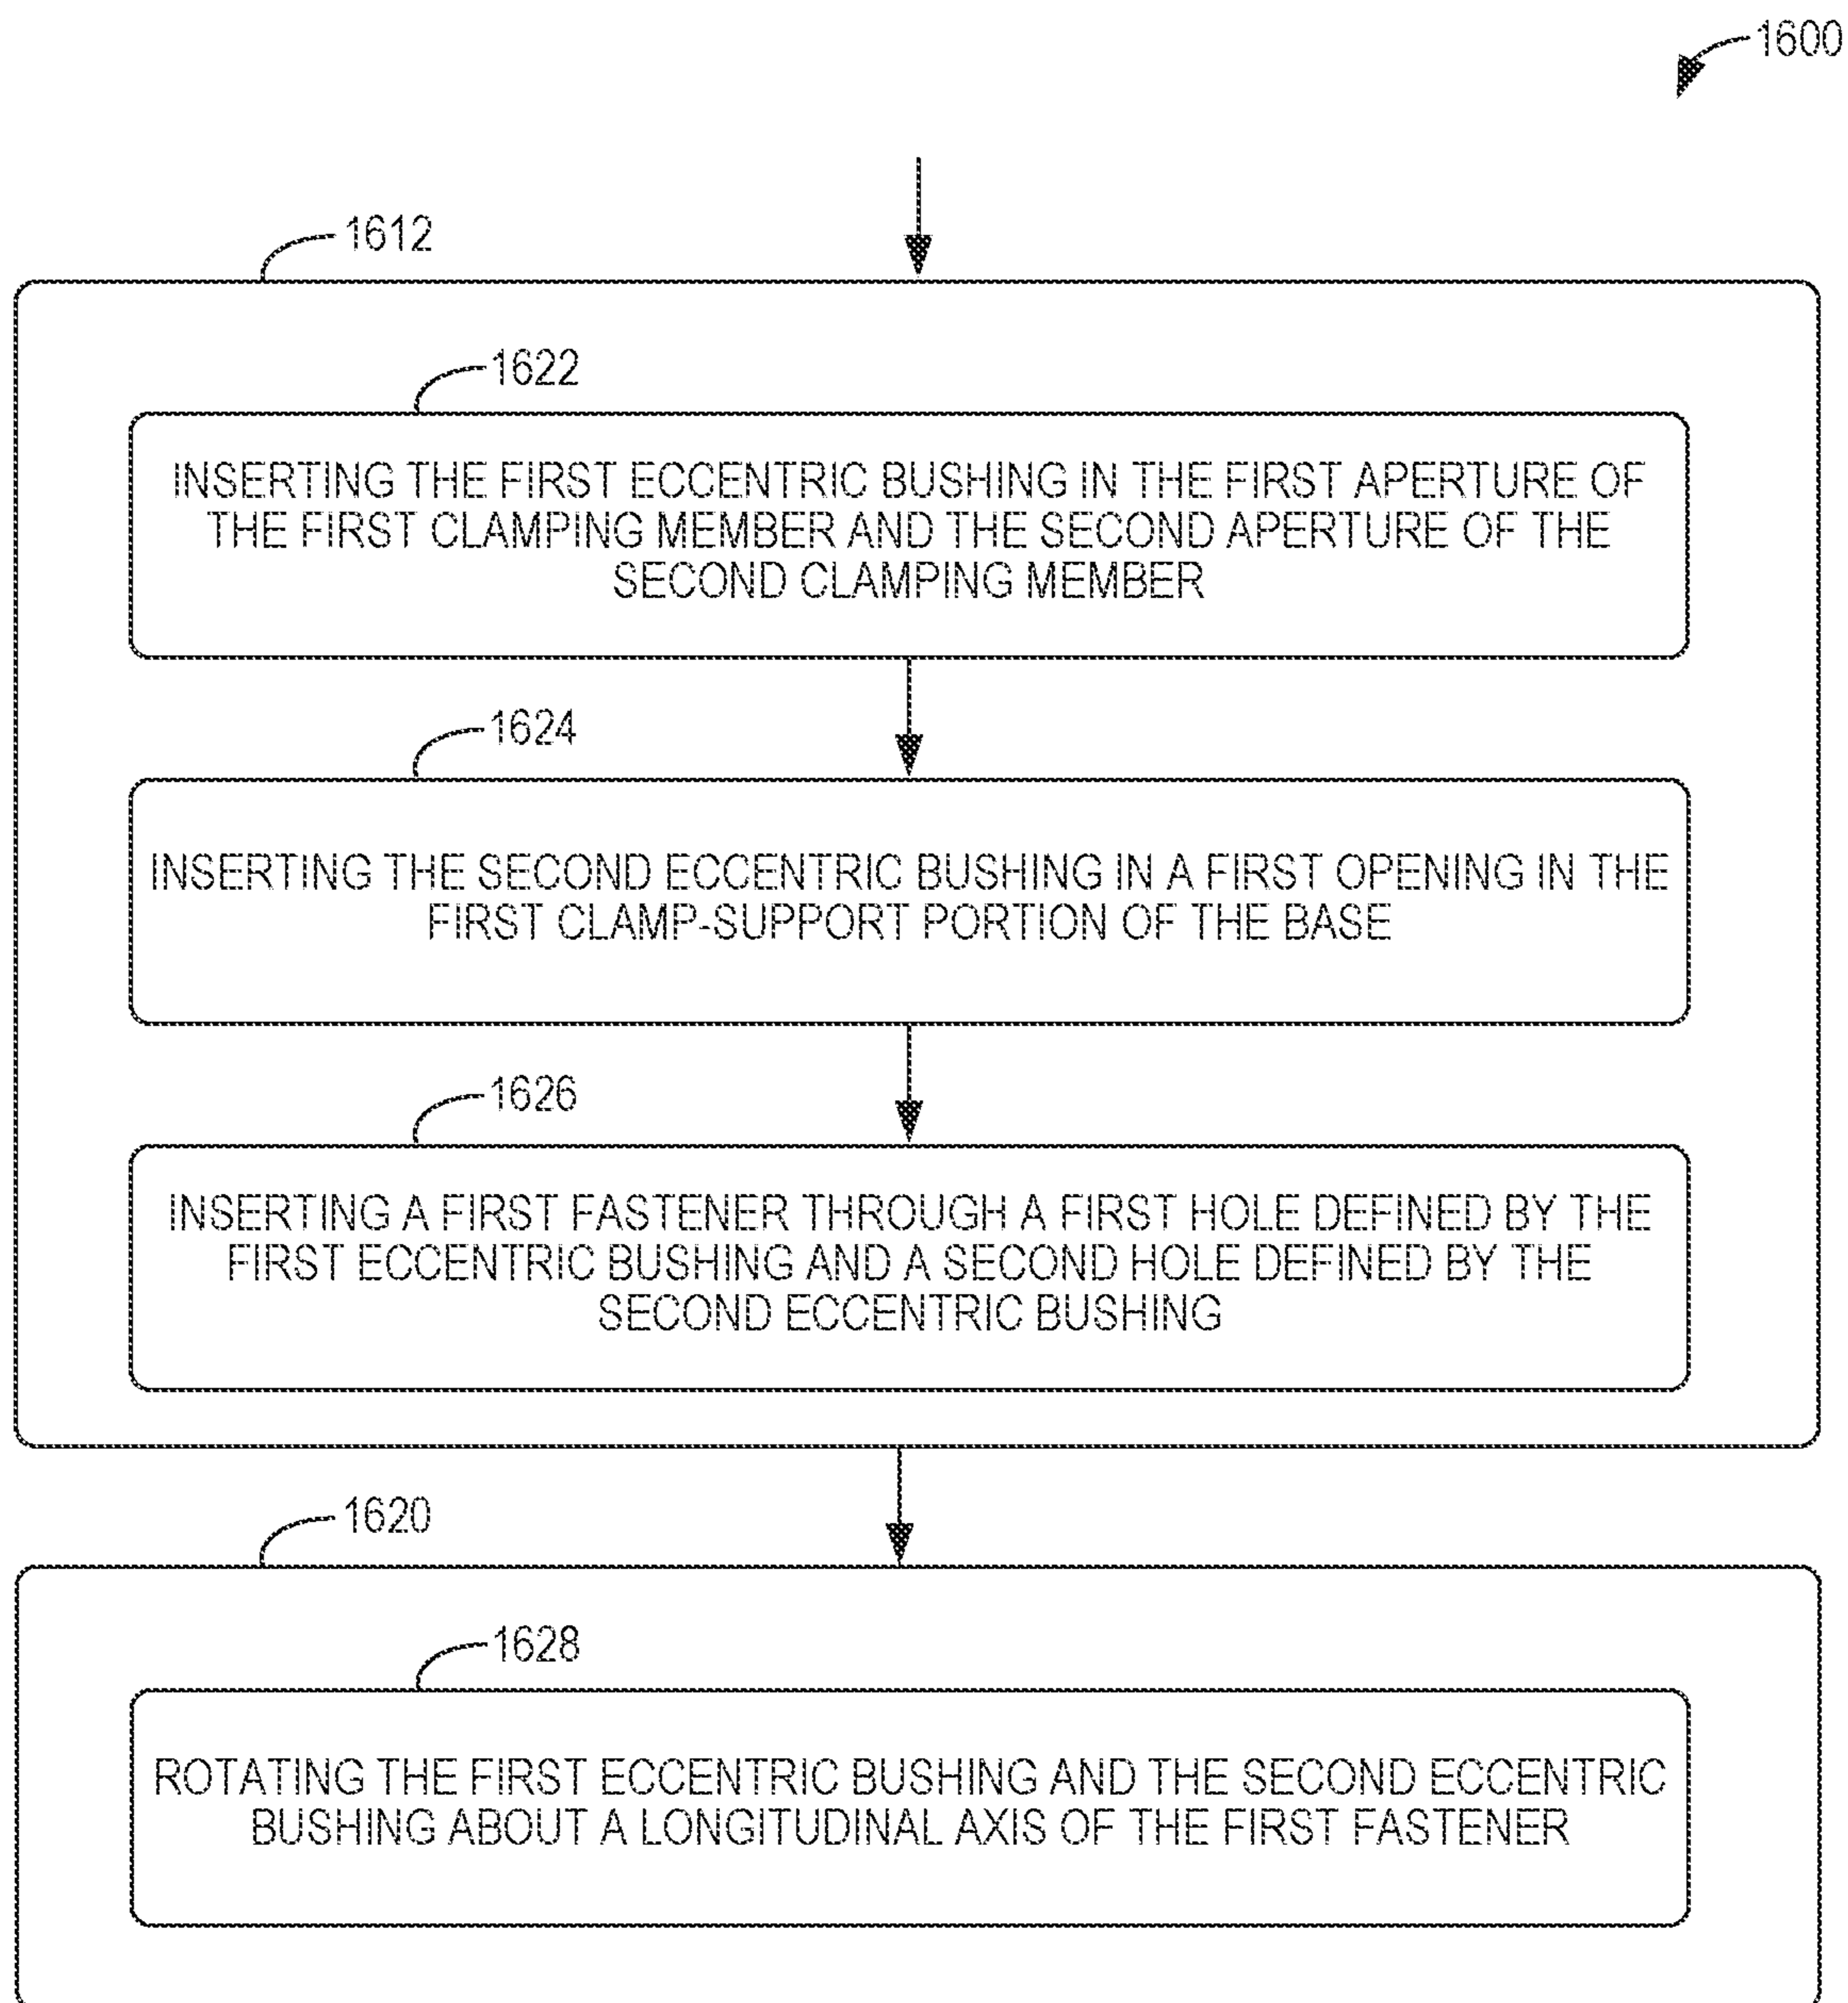 1600
1612
1622
INSERTING THE FIRST ECCENTRIC BUSHING IN THE FIRST APERTURE OF
THE FIRST CLAMPING MEMBER AND THE SECOND APERTURE OF THE
SECOND CLAMPING MEMBER
1624
INSERTING THE SECOND ECCENTRIC BUSHING IN A FIRST OPENING IN THE
FIRST CLAMP-SUPPORT PORTION OF THE BASE
1626
INSERTING A FIRST FASTENER THROUGH A FIRST HOLE DEFINED BY THE
FIRST ECCENTRIC BUSHING AND A SECOND HOLE DEFINED BY THE
SECOND ECCENTRIC BUSHING
1620
1628
ROTATING THE FIRST ECCENTRIC BUSHING AND THE SECOND ECCENTRIC
BUSHING ABOUT A LONGITUDINAL AXIS OF THE FIRST FASTENER